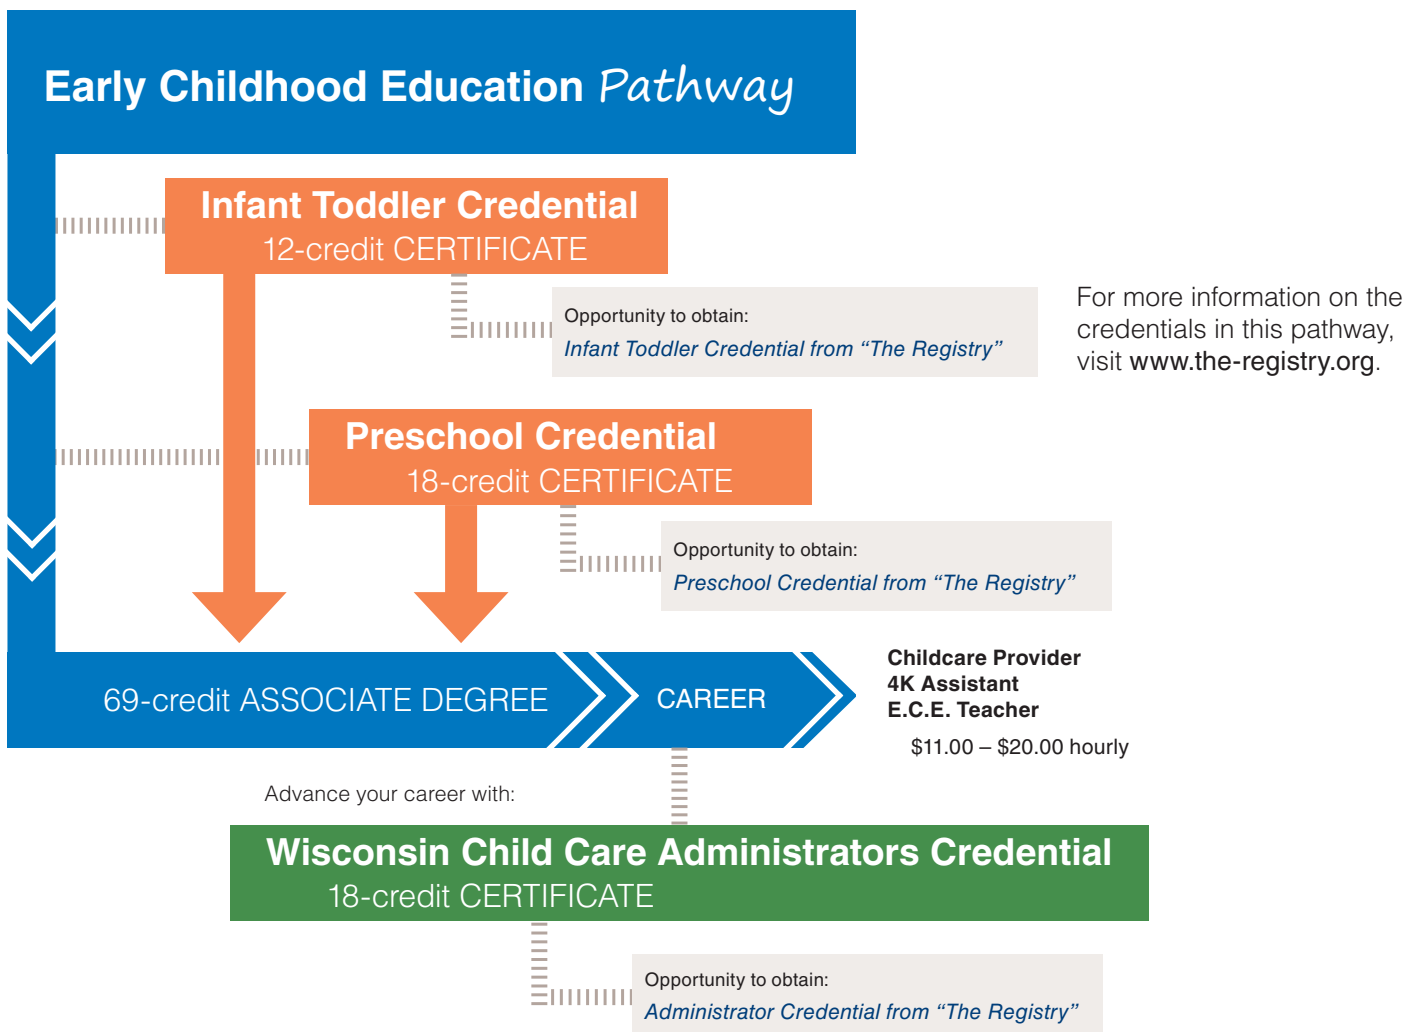 Early Childhood Education Pathway
Infant Toddler Credential
12-credit CERTIFICATE
Opportunity to obtain:
Infant Toddler Credential from “The Registry”
For more information on the
credentials in this pathway,
visit www.the-registry.org.
Preschool Credential
18-credit CERTIFICATE
Opportunity to obtain:
Preschool Credential from “The Registry”
69-credit ASSOCIATE DEGREE
CAREER
Childcare Provider
4K Assistant
E.C.E. Teacher
$11.00 – $20.00 hourly
Advance your career with:
Wisconsin Child Care Administrators Credential
18-credit CERTIFICATE
Opportunity to obtain:
Administrator Credential from “The Registry”